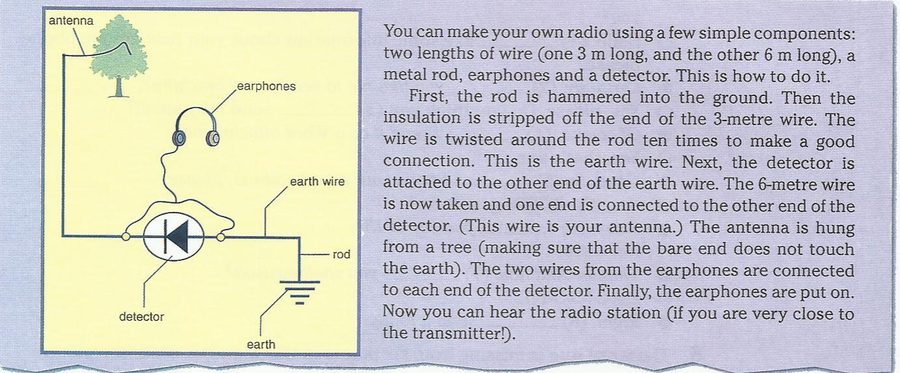 antenna
earphones
earth wire
rod
detector
earth
You can make your own radio using a few simple components:
two lengths of wire (one 3 m long, and the other 6 m long), a
metal rod, earphones and a detector. This is how to do it.
First, the rod is hammered into the ground. Then the
insulation is stripped off the end of the 3-metre wire. The
wire is twisted around the rod ten times to make a good
connection. This is the earth wire. Next, the detector is
attached to the other end of the earth wire. The 6-metre wire
is now taken and one end is connected to the other end of the
detector. (This wire is your antenna.) The antenna is hung
from a tree (making sure that the bare end does not touch
the earth). The two wires from the earphones are connected
to each end of the detector. Finally, the earphones are put on.
Now you can hear the radio station (if you are very close to
the transmitter!).